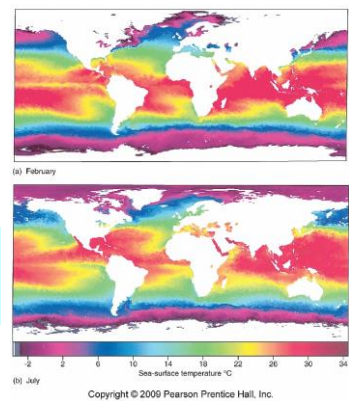 (a) February
-2 2 6 10 14 18 22 26 30 34
Sea-surface temperature °C
(b) July
Copyright © 2009 Pearson Prentice Hall, Inc.